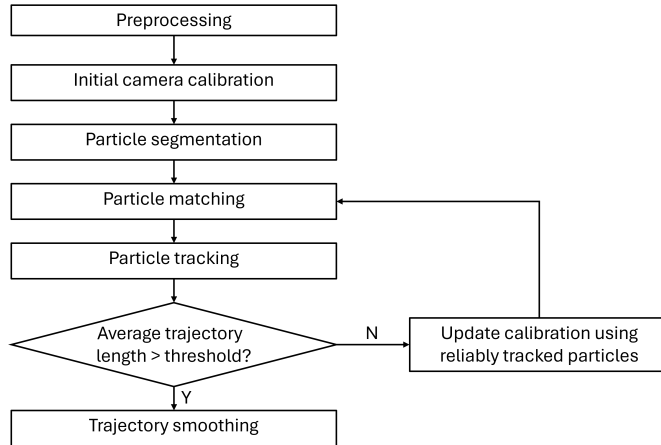 Preprocessing
Initial camera calibration
Particle segmentation
Particle matching
Particle tracking
Average trajectory
length > threshold?
N
Update calibration using
reliably tracked particles
Y
Trajectory smoothing